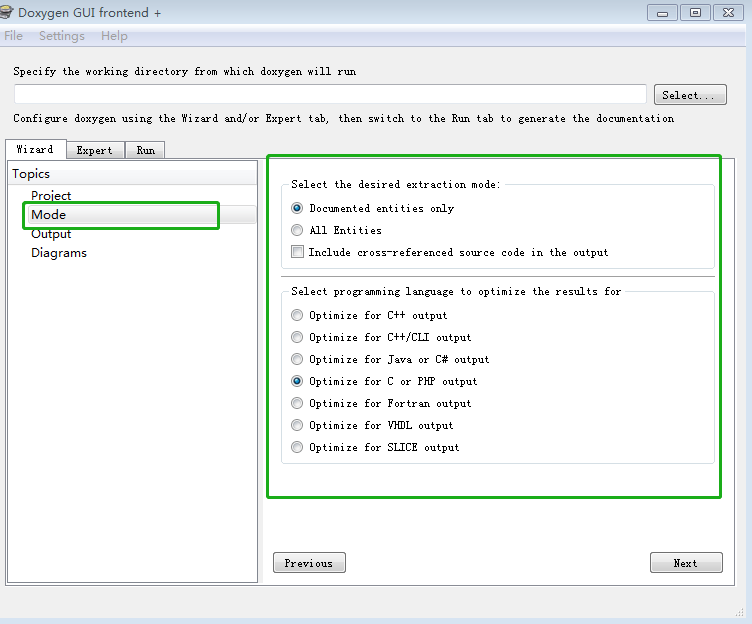 Doxygen GUI frontend +
File Settings Help
Specify the working directory from which doxygen will run
Select...
Configure doxygen using the Wizard and/or Expert tab, then switch to the Run tab to generate the documentation
Wizard Expert Run
Topics
Project
Mode
Output
Diagrams
Select the desired extraction mode:
Documented entities only
All Entities
Include cross-referenced source code in the output
Select programming language to optimize the results for
Optimize for C++ output
Optimize for C++/CLI output
Optimize for Java or C# output
Optimize for C or PHP output
Optimize for Fortran output
Optimize for VHDL output
Optimize for SLICE output
Previous Next